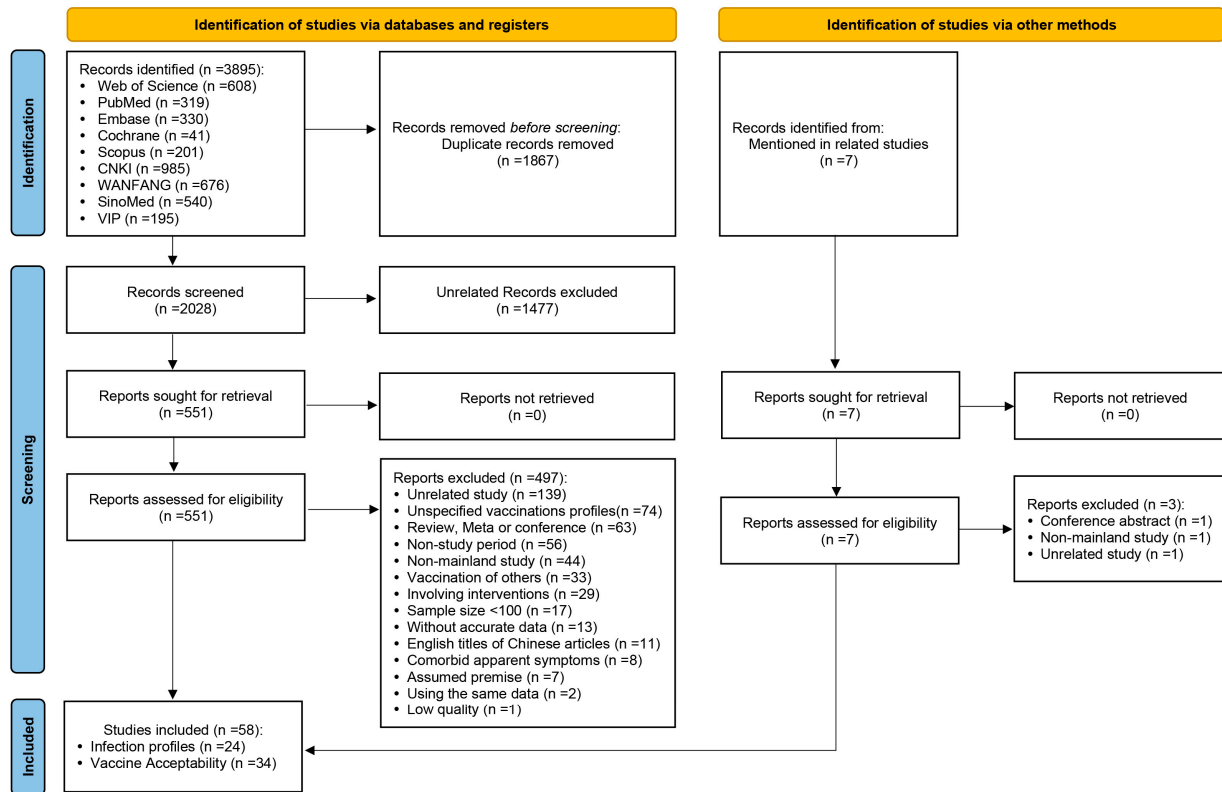 Identification of studies via databases and registers
Identification of studies via other methods
Identification
Records identified (n =3895):
• Web of Science (n =608)
• PubMed (n =319)
• Embase (n =330)
• Cochrane (n =41)
• Scopus (n =201)
• CNKI (n =985)
• WANFANG (n =676)
• SinoMed (n =540)
• VIP (n =195)
Records removed before screening:
Duplicate records removed
(n =1867)
Records identified from:
Mentioned in related studies
(n =7)
Screening
Records screened
(n =2028)
Unrelated Records excluded
(n =1477)
Reports sought for retrieval
(n =551)
Reports not retrieved
(n =0)
Reports sought for retrieval
(n =7)
Reports not retrieved
(n =0)
Reports assessed for eligibility
(n =551)
Reports excluded (n =497):
• Unrelated study (n =139)
• Unspecified vaccinations profiles(n =74)
• Review, Meta or conference (n =63)
• Non-study period (n =56)
• Non-mainland study (n =44)
• Vaccination of others (n =33)
• Involving interventions (n =29)
• Sample size <100 (n =17)
• Without accurate data (n =13)
• English titles of Chinese articles (n =11)
• Comorbid apparent symptoms (n =8)
• Assumed premise (n =7)
• Using the same data (n =2)
• Low quality (n =1)
Reports assessed for eligibility
(n =7)
Reports excluded (n =3):
• Conference abstract (n =1)
• Non-mainland study (n =1)
• Unrelated study (n =1)
Included
Studies included (n =58):
• Infection profiles (n =24)
• Vaccine Acceptability (n =34)